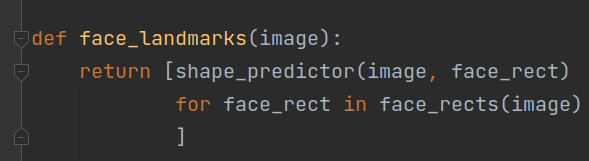 def face_landmarks(image):
    return [shape_predictor(image, face_rect)
            for face_rect in face_rects(image)
            ]